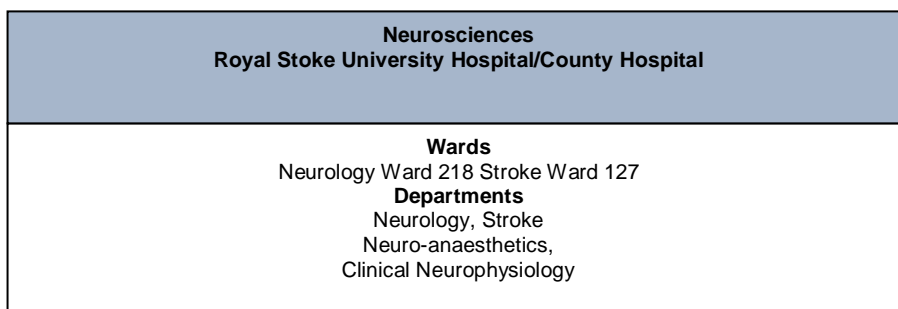 Neurosciences
Royal Stoke University Hospital/County Hospital
Wards
Neurology Ward 218 Stroke Ward 127
Departments
Neurology, Stroke
Neuro-anaesthetics,
Clinical Neurophysiology